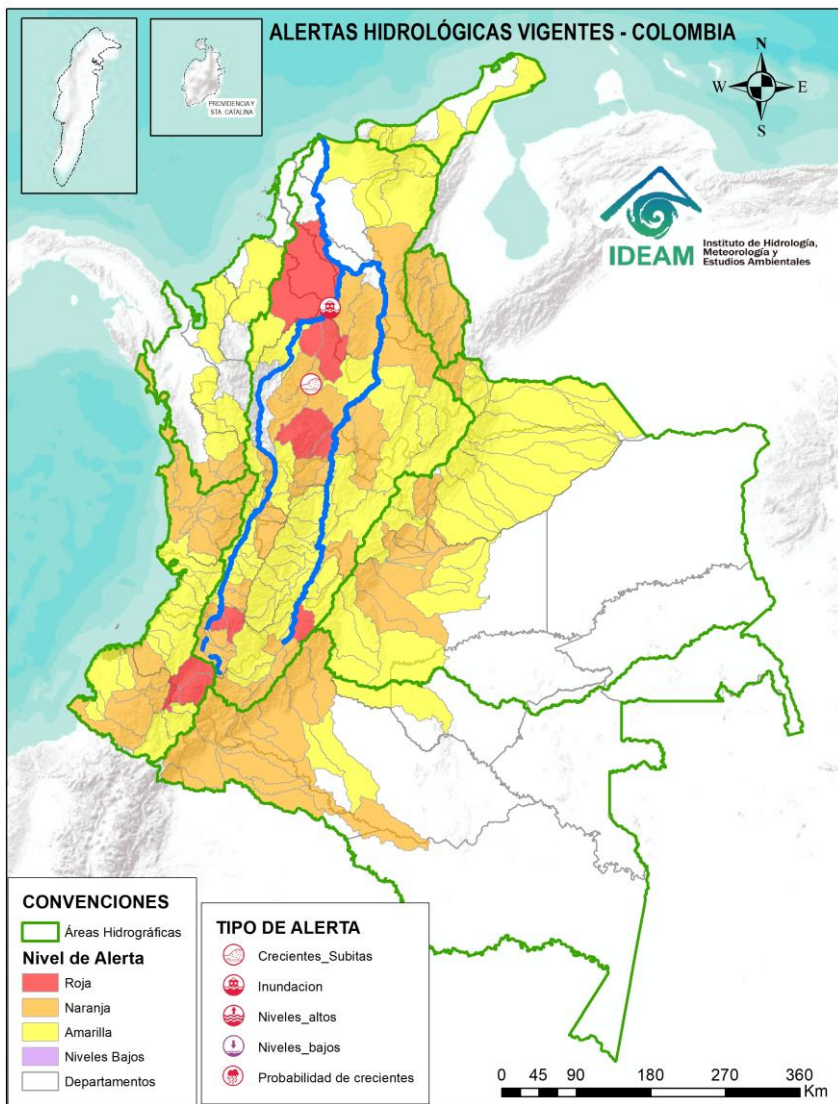 ALERTAS HIDROLÓGICAS VIGENTES - COLOMBIA
PROVIDENCIA Y
STA. CATALINA
N
W
E
S
IDEAM
Instituto de Hidrología,
Meteorología y
Estudios Ambientales
CONVENCIONES
Áreas Hidrográficas
Nivel de Alerta
Roja
Naranja
Amarilla
Niveles Bajos
Departamentos
TIPO DE ALERTA
Crecientes_Subitas
Inundacion
Niveles_altos
Niveles_bajos
Probabilidad de crecientes
0 45 90 180 270 360
Km